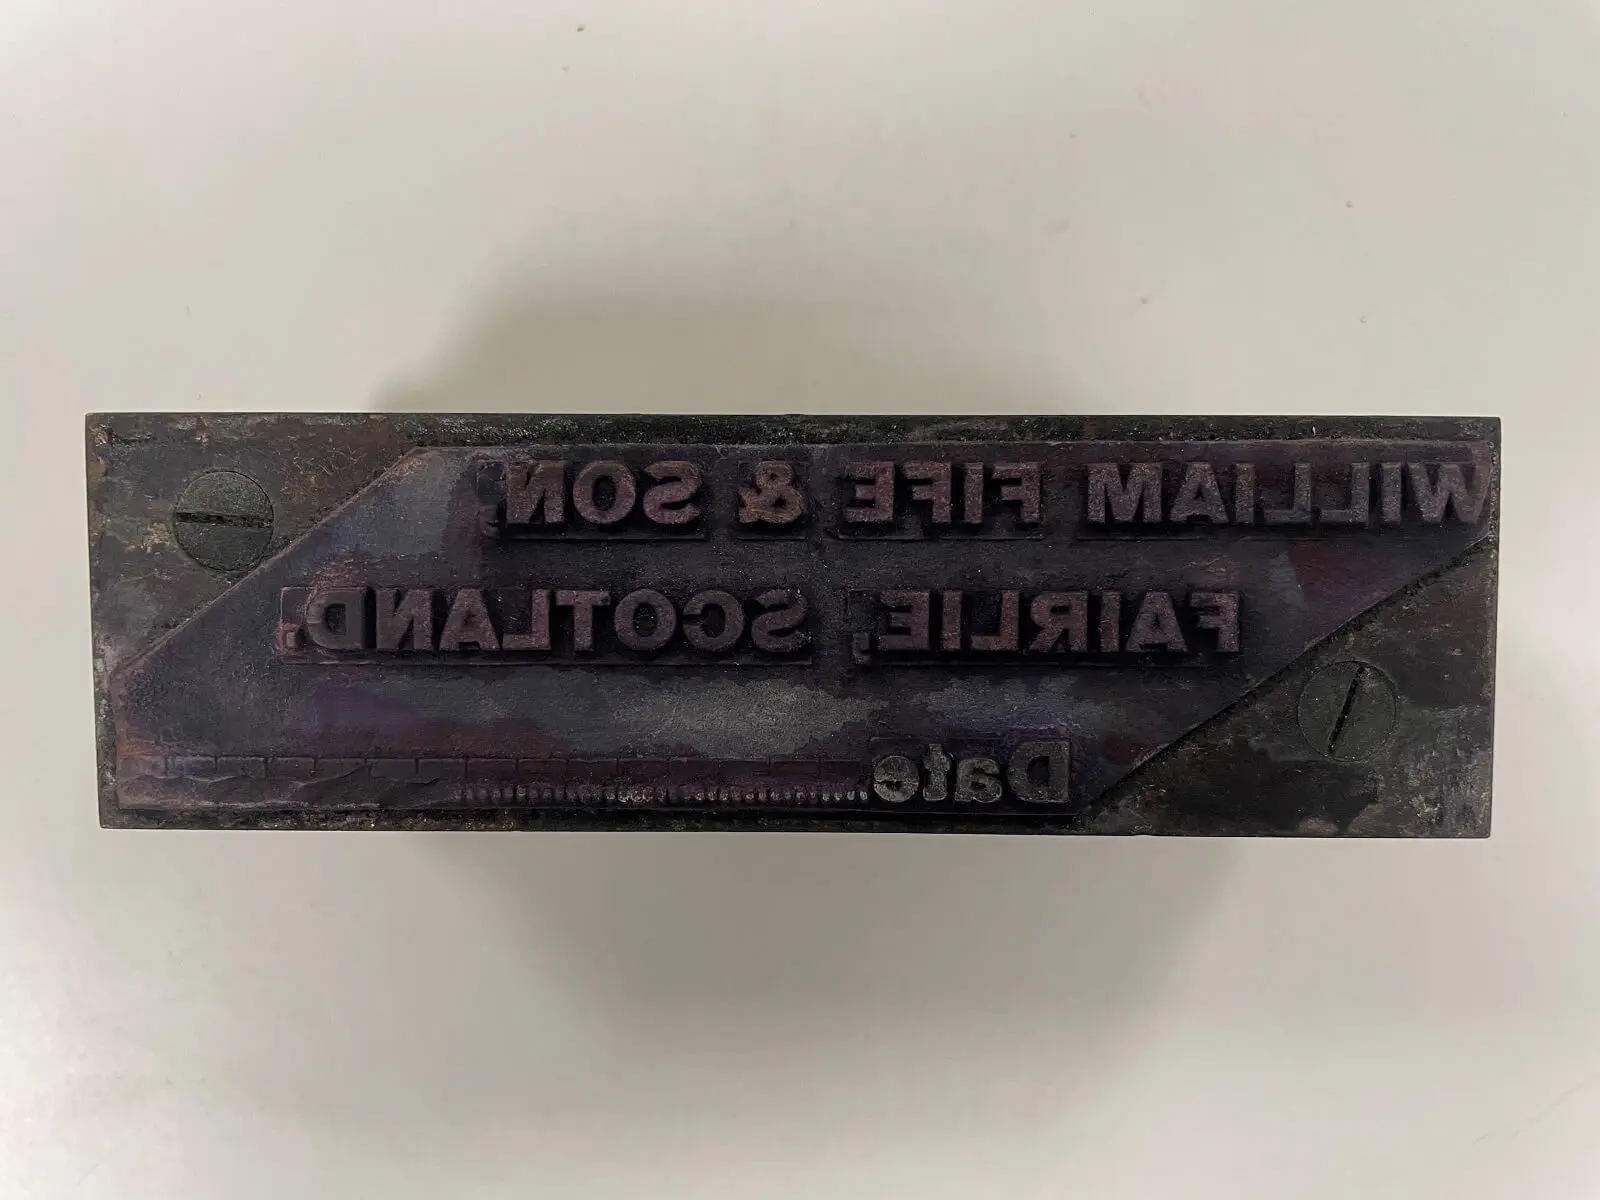 WILLIAM FIFE & SON,
FAIRLIE, SCOTLAND.
Date